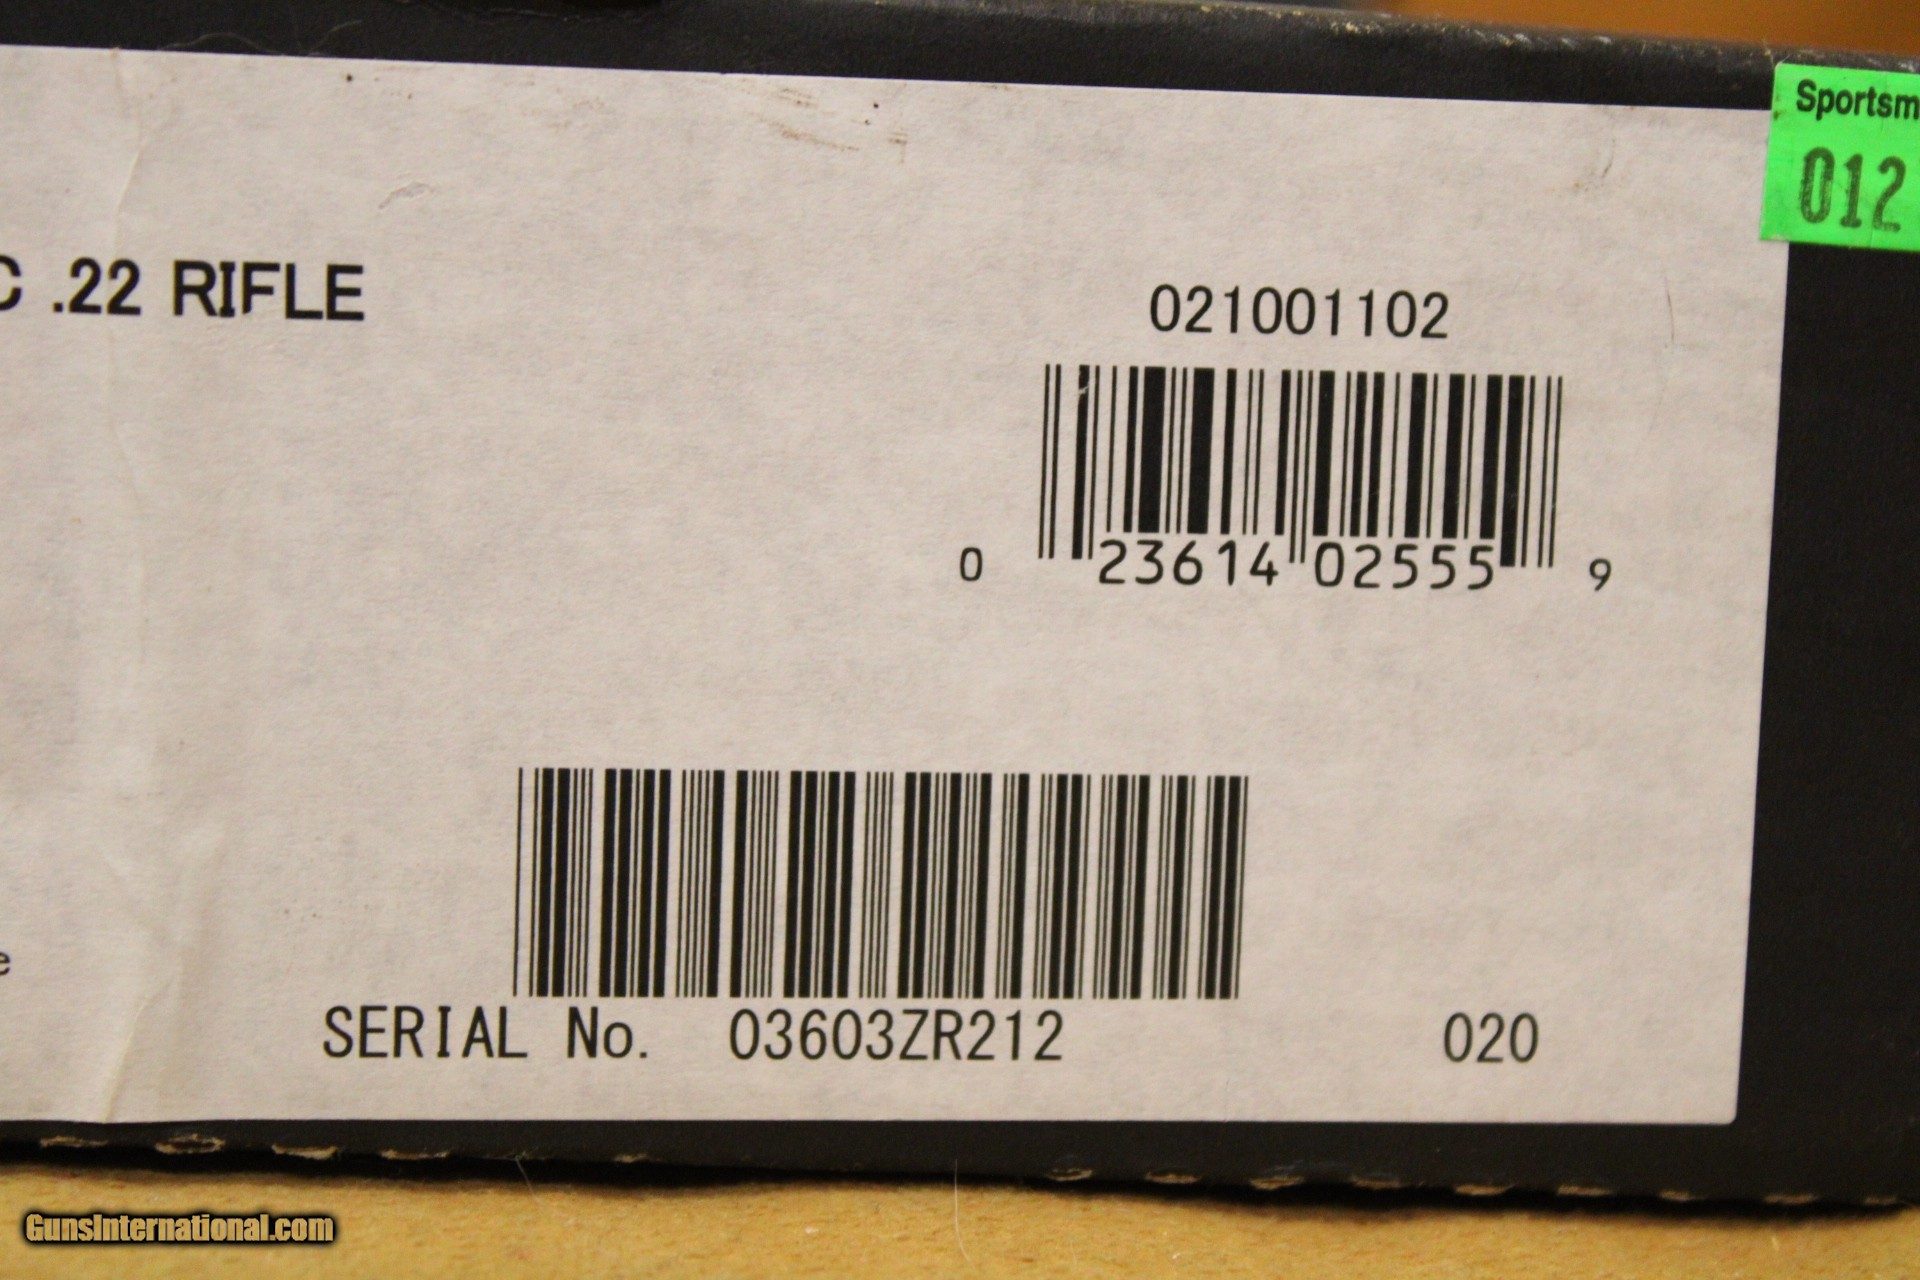 Sportsm
012
C .22 RIFLE
021001102
0 23614 02555 9
e
SERIAL No. 03603ZR212 020
GunsInternational.com